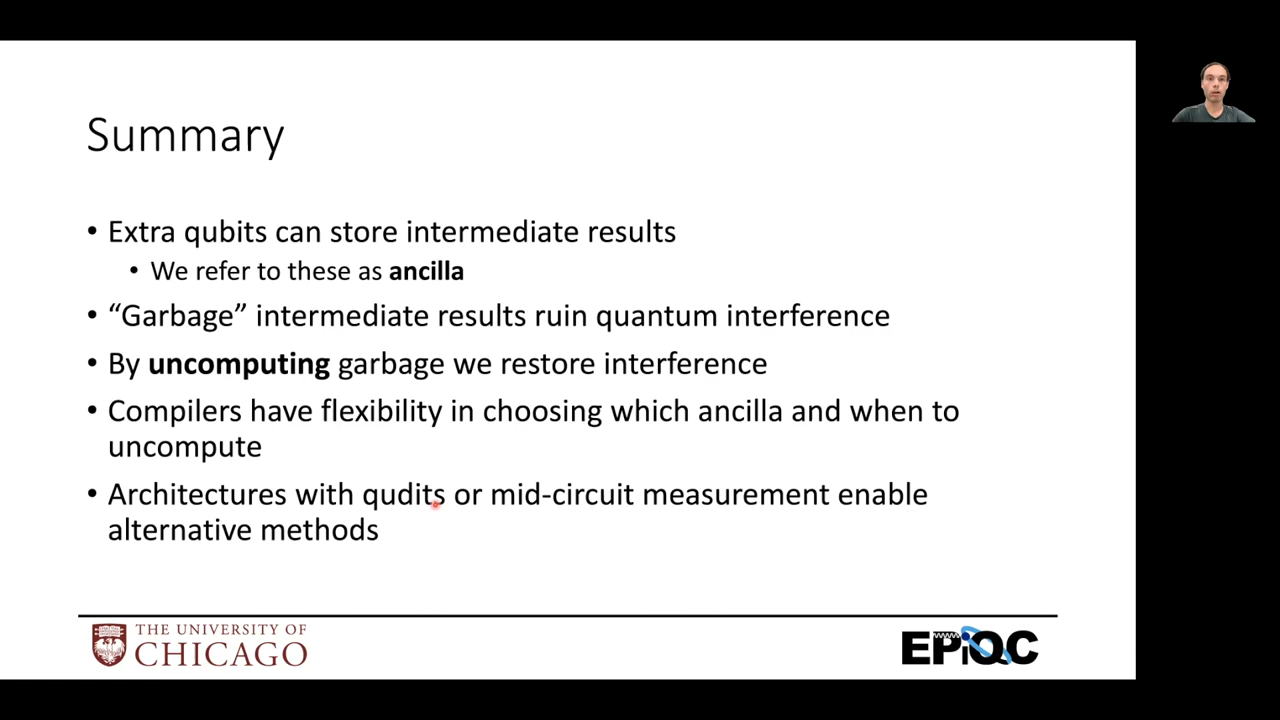 Summary
• Extra qubits can store intermediate results
• We refer to these as ancilla
• “Garbage” intermediate results ruin quantum interference
• By uncomputing garbage we restore interference
• Compilers have flexibility in choosing which ancilla and when to
uncompute
• Architectures with qudits or mid-circuit measurement enable
alternative methods
THE UNIVERSITY OF
CHICAGO
EPiQC